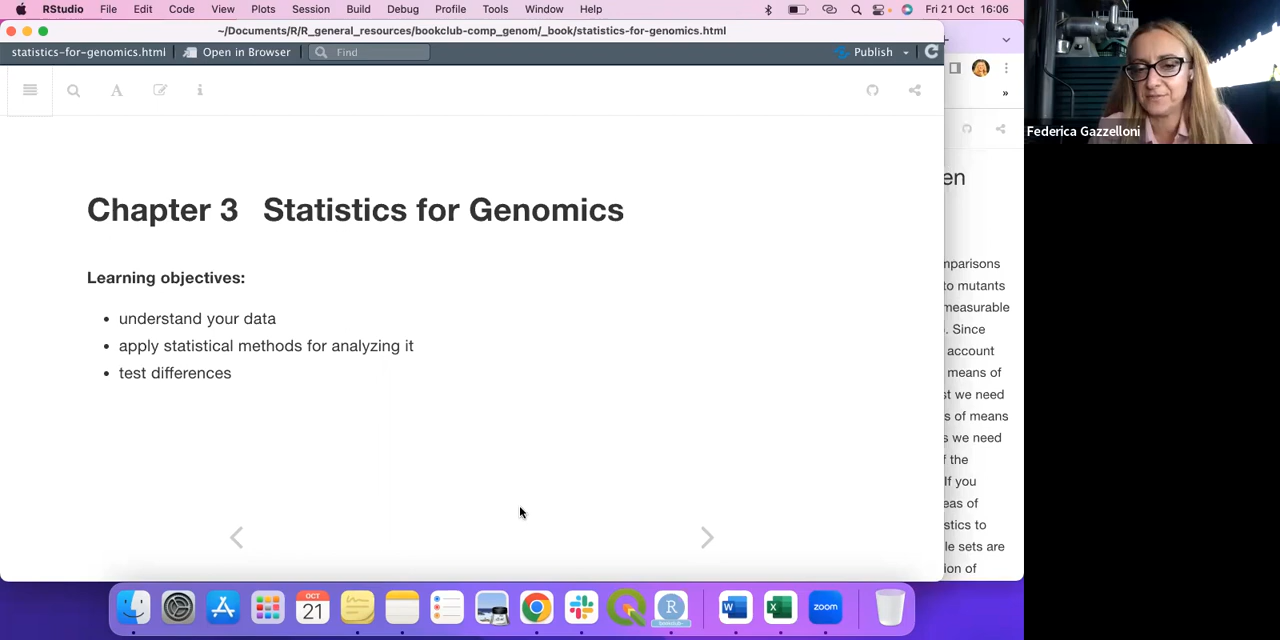 RStudio File Edit Code View Plots Session Build Debug Profile Tools Window Help Fri 21 Oct 16:06
~/Documents/R/R_general_resources/bookclub-comp_genom/_book/statistics-for-genomics.html
statistics-for-genomics.html Open in Browser Find Publish
A i
Federica Gazzelloni
en
Chapter 3 Statistics for Genomics
Learning objectives:
• understand your data
• apply statistical methods for analyzing it
• test differences
mparisons
to mutants
measurable
. Since
account
means of
st we need
s of means
s we need
f the
If you
eas of
stics to
le sets are
ion of
OCT
21
R
W
X
zoom